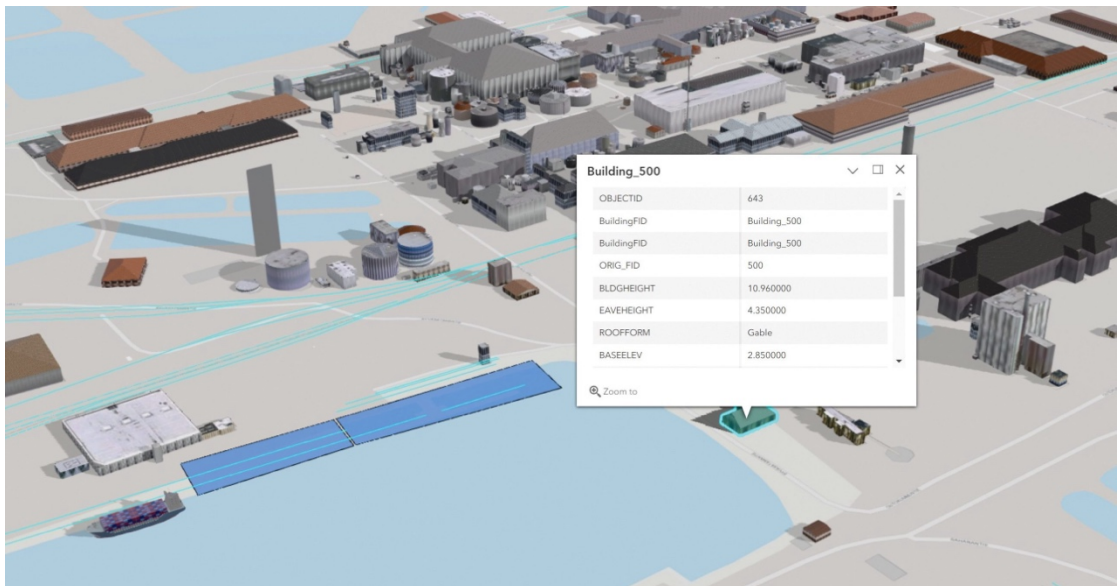 Building_500
OBJECTID 643
BuildingFID Building_500
BuildingFID Building_500
ORIG_FID 500
BLDGHEIGHT 10.960000
EAVEHEIGHT 4.350000
ROOFFORM Gable
BASEELEV 2.850000
Zoom to